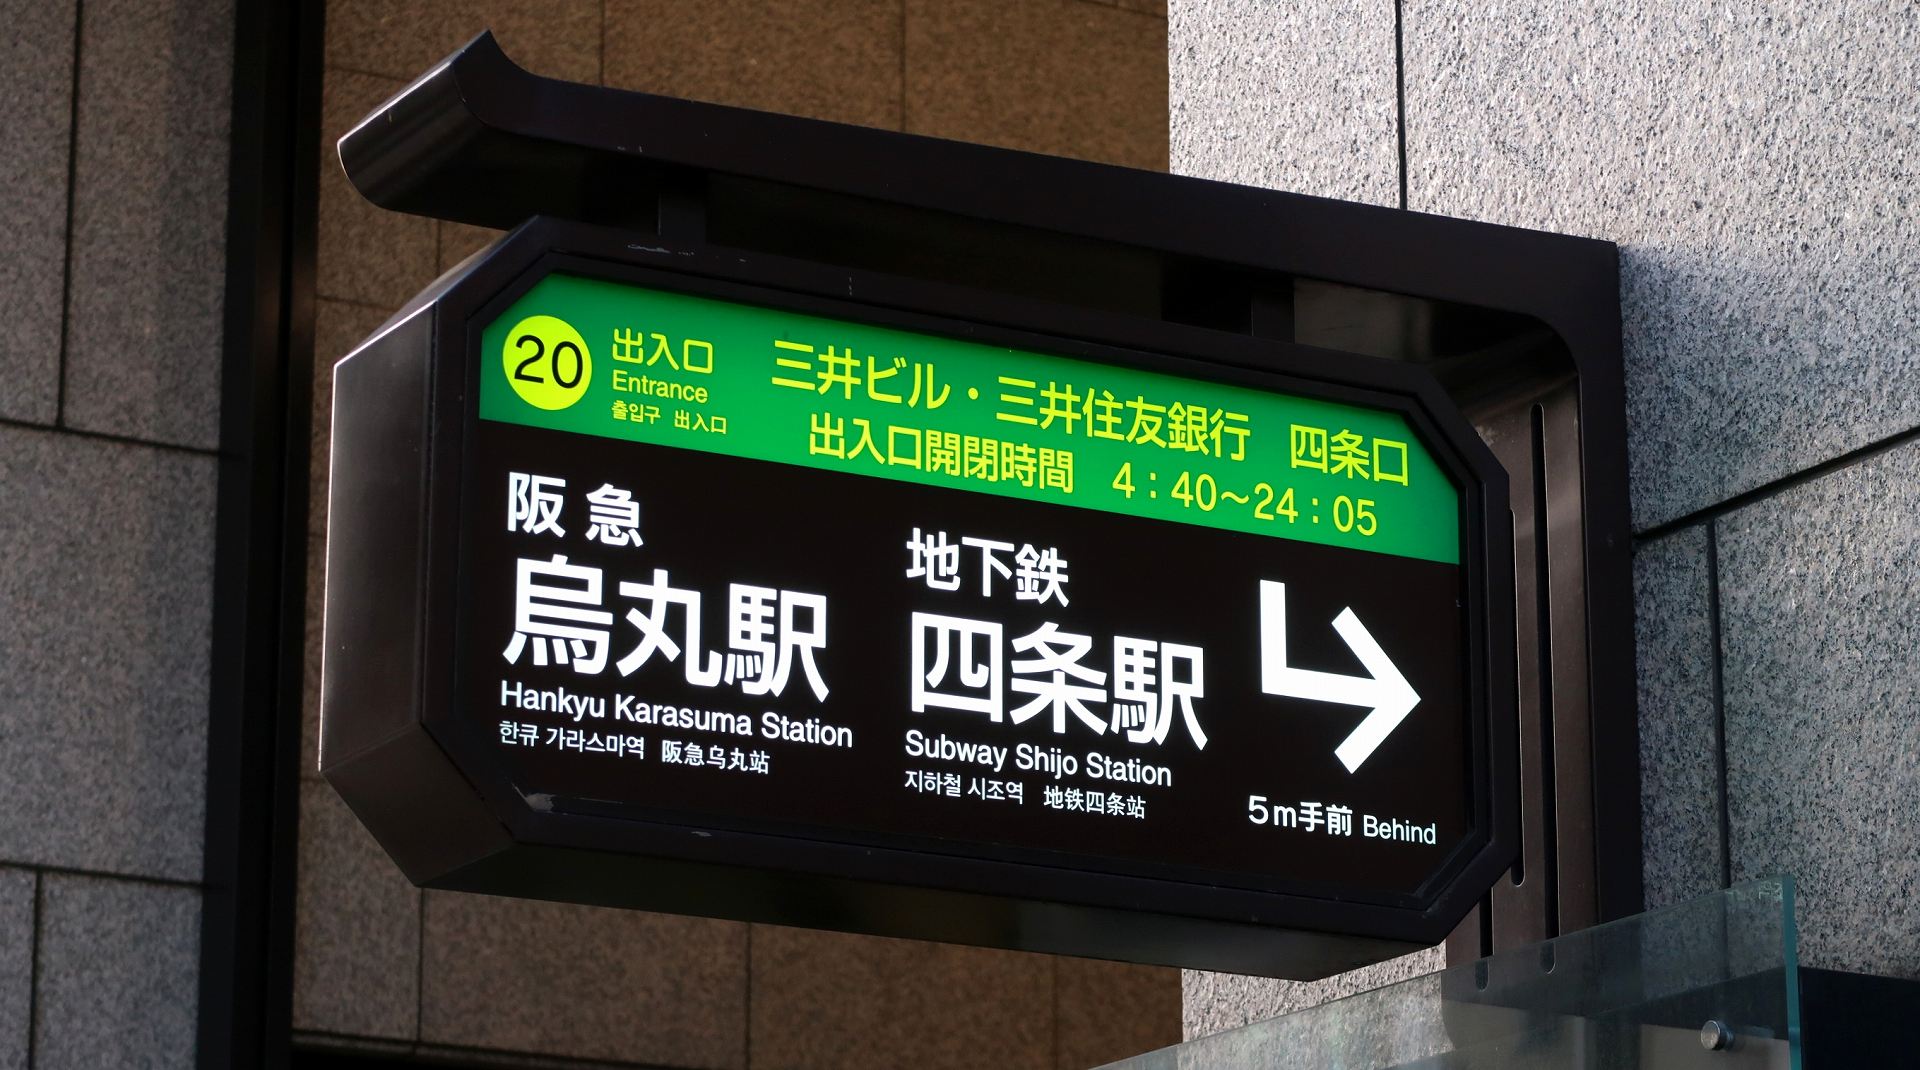 20
出入口
Entrance
출입구 出入口
三井ビル・三井住友銀行 四条口
出入口開閉時間 4：40～24：05
阪急
烏丸駅
Hankyu Karasuma Station
한큐 가라스마역 阪急乌丸站
地下鉄
四条駅
Subway Shijo Station
지하철 시조역 地铁四条站
5m手前 Behind